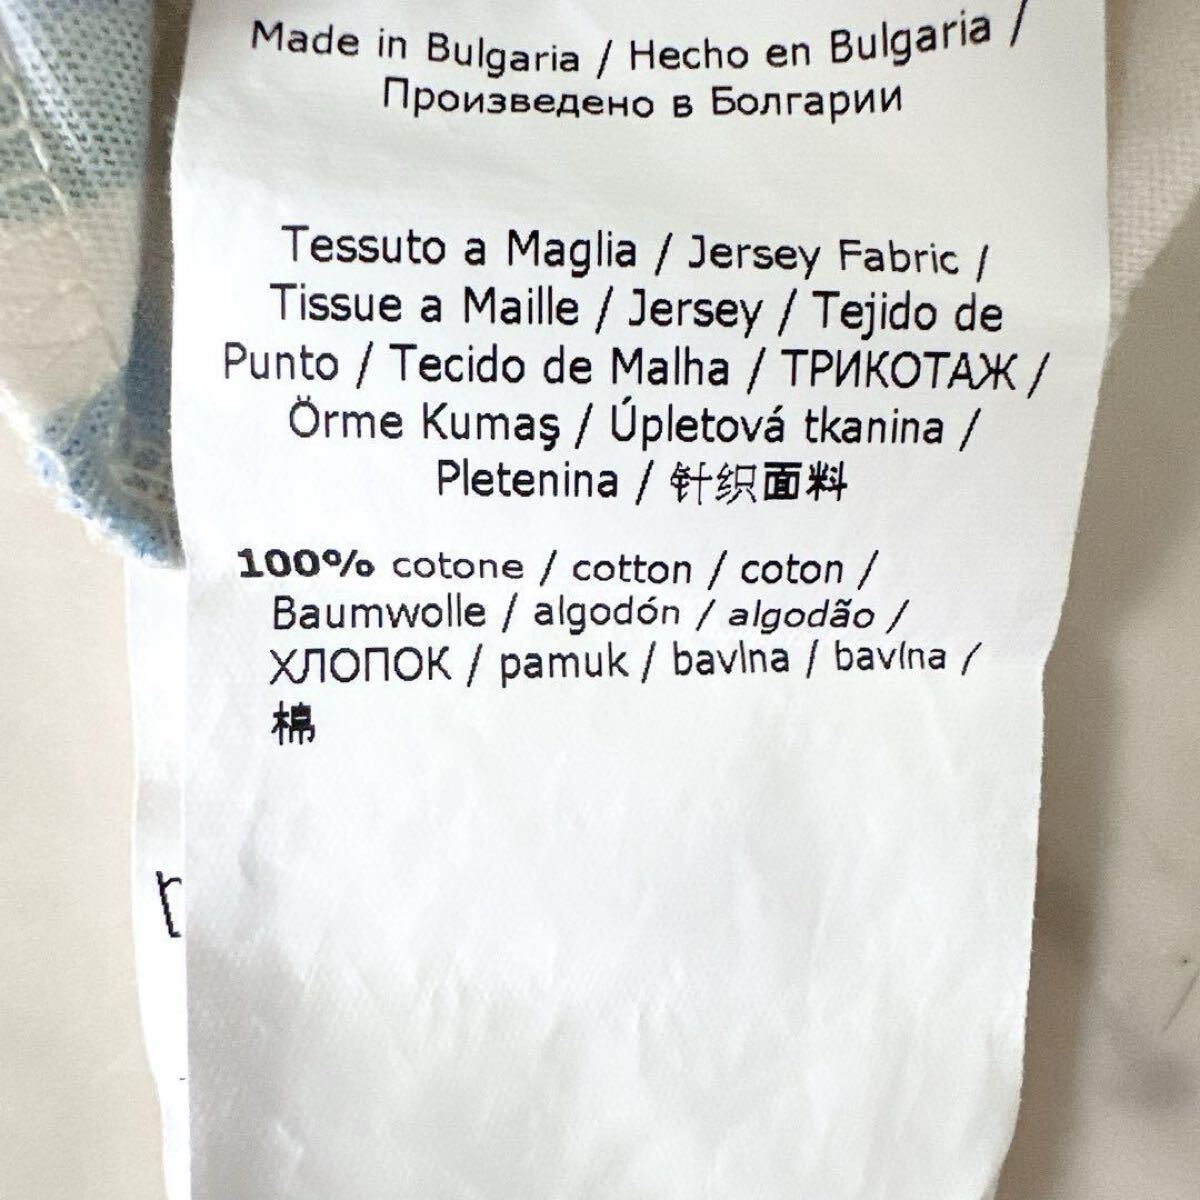 Made in Bulgaria / Hecho en Bulgaria /
Произведено в Болгарии
Tessuto a Maglia / Jersey Fabric /
Tissue a Maille / Jersey / Tejido de
Punto / Tecido de Malha / ТРИКОТАЖ /
Örme Kumaş / Úpletová tkanina /
Pletenina / 针织面料
100% cotone / cotton / coton /
Baumwolle / algodón / algodão /
ХЛОПОК / pamuk / bavlna / bavlna /
棉